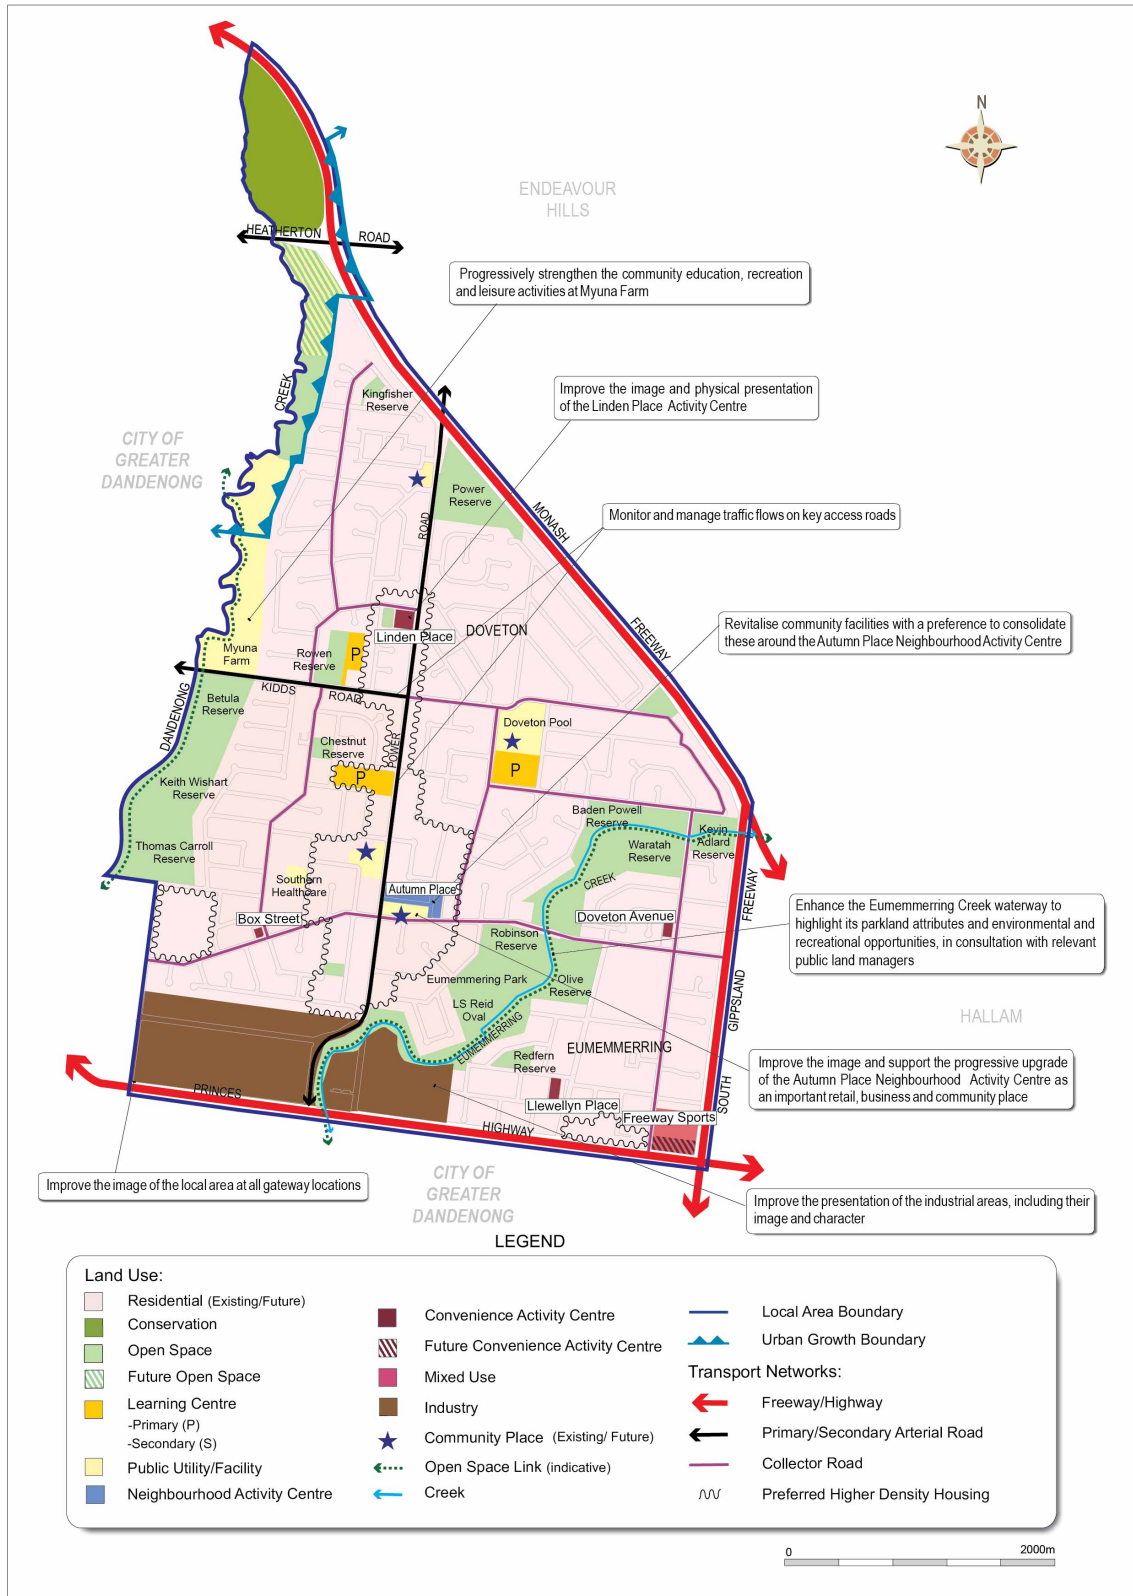 N
ENDEAVOUR
HILLS
HEATHERTON
ROAD
Progressively strengthen the community education, recreation
and leisure activities at Myuna Farm
CREEK
Improve the image and physical presentation
of the Linden Place Activity Centre
Kingfisher
Reserve
CITY OF
GREATER
DANDENONG
Power
Reserve
ROAD
MONASH
Monitor and manage traffic flows on key access roads
FREEWAY
Revitalise community facilities with a preference to consolidate
these around the Autumn Place Neighbourhood Activity Centre
Linden Place
DOVETON
Myuna
Farm
Rowen
Reserve
P
KIDDS
ROAD
Betula
Reserve
DANDENONG
Doveton Pool
POWER
Chestnut
Reserve
P
P
Keith Wishart
Reserve
Baden Powell
Reserve
Kevin
Adlard
Reserve
Waratah
Reserve
Thomas Carroll
Reserve
CREEK
Southern
Healthcare
Autumn Place
FREEWAY
Enhance the Eumemmerring Creek waterway to
highlight its parkland attributes and environmental and
recreational opportunities, in consultation with relevant
public land managers
Box Street
Doveton Avenue
Robinson
Reserve
Eumemmering Park
Olive
Reserve
GIPPSLAND
LS Reid
Oval
HALLAM
EUMEMMERRING
EUMEMMERRING
Redfern
Reserve
Improve the image and support the progressive upgrade
of the Autumn Place Neighbourhood Activity Centre as
an important retail, business and community place
SOUTH
PRINCES
Llewellyn Place
Freeway Sports
HIGHWAY
CITY OF
GREATER
DANDENONG
Improve the image of the local area at all gateway locations
Improve the presentation of the industrial areas, including their
image and character
LEGEND
Land Use:
Residential (Existing/Future)
Conservation
Open Space
Future Open Space
Learning Centre
-Primary (P)
-Secondary (S)
Public Utility/Facility
Neighbourhood Activity Centre
Convenience Activity Centre
Future Convenience Activity Centre
Mixed Use
Industry
Community Place (Existing/ Future)
Open Space Link (indicative)
Creek
Local Area Boundary
Urban Growth Boundary
Transport Networks:
Freeway/Highway
Primary/Secondary Arterial Road
Collector Road
Preferred Higher Density Housing
0
2000m